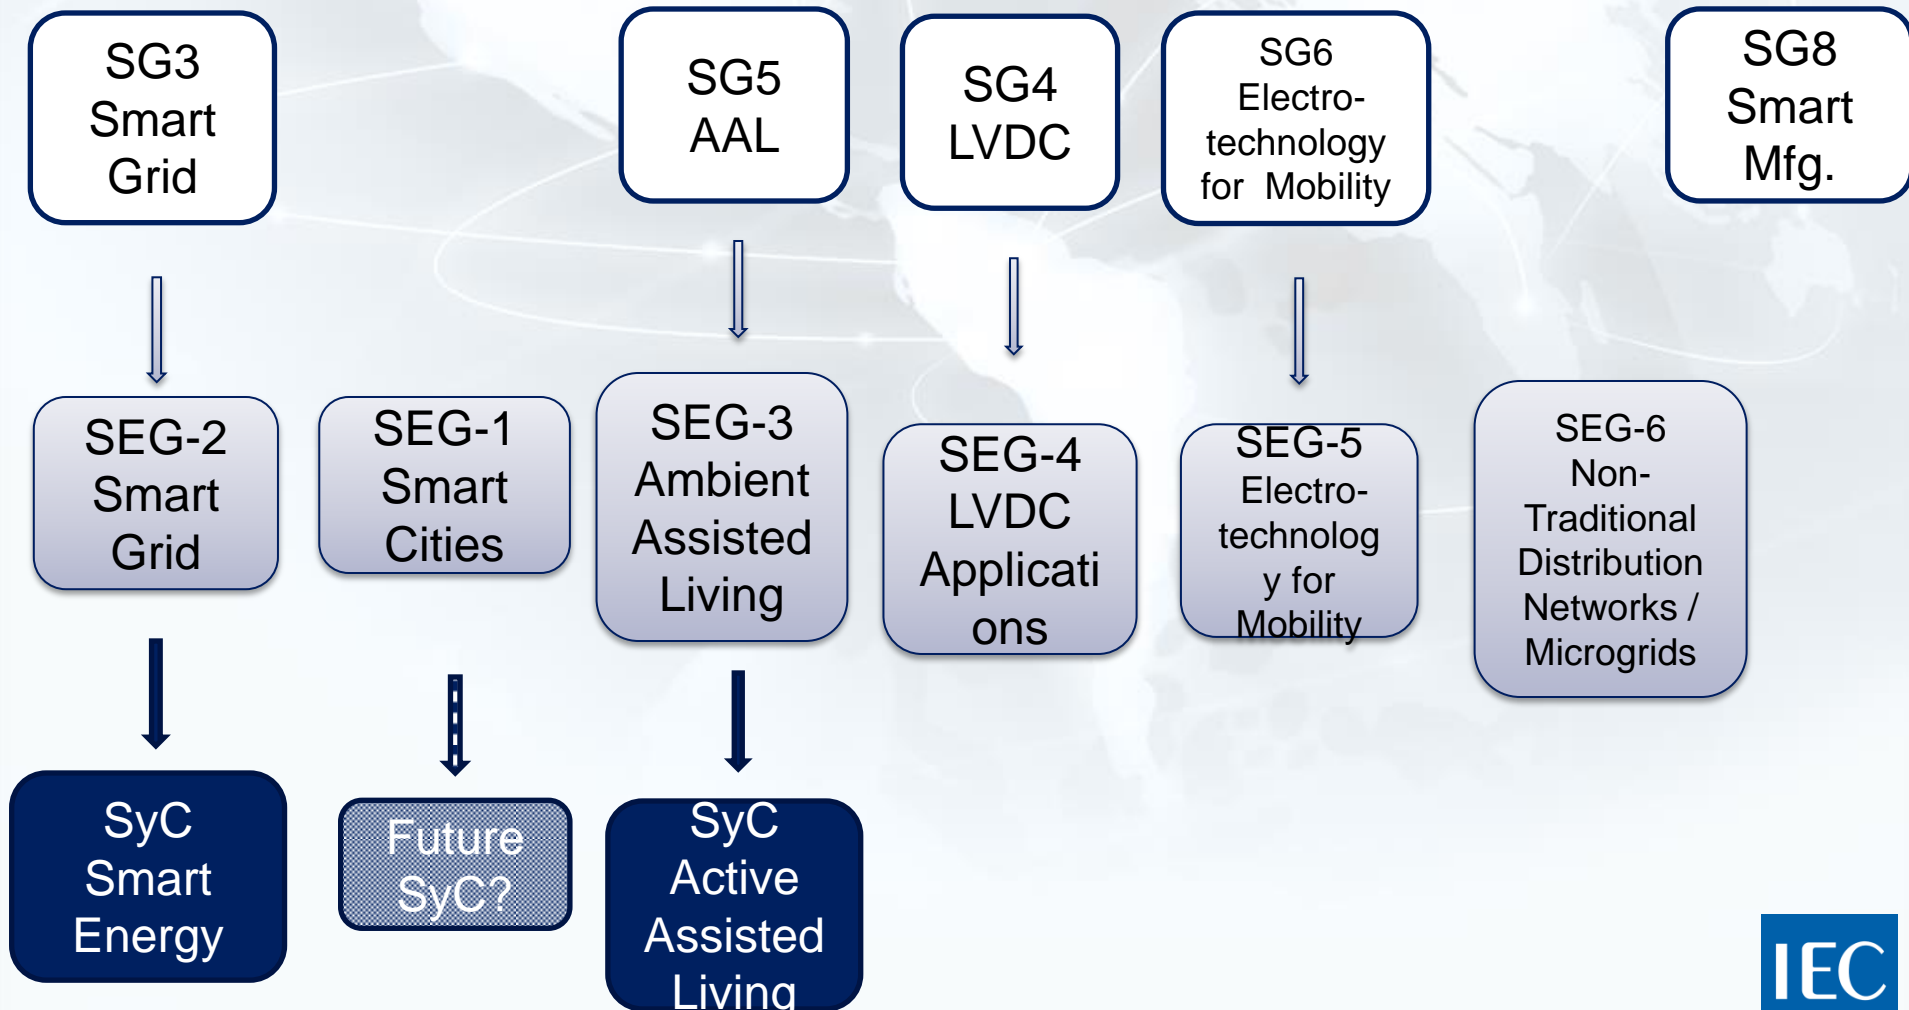 SG3
Smart
Grid
SG5
AAL
SG4
LVDC
SG6
Electro-
technology
for Mobility
SG8
Smart
Mfg.
SEG-2
Smart
Grid
SEG-1
Smart
Cities
SEG-3
Ambient
Assisted
Living
SEG-4
LVDC
Applicati
ons
SEG-5
Electro-
technolog
y for
Mobility
SEG-6
Non-
Traditional
Distribution
Networks /
Microgrids
SyC
Smart
Energy
Future
SyC?
SyC
Active
Assisted
Living
IEC